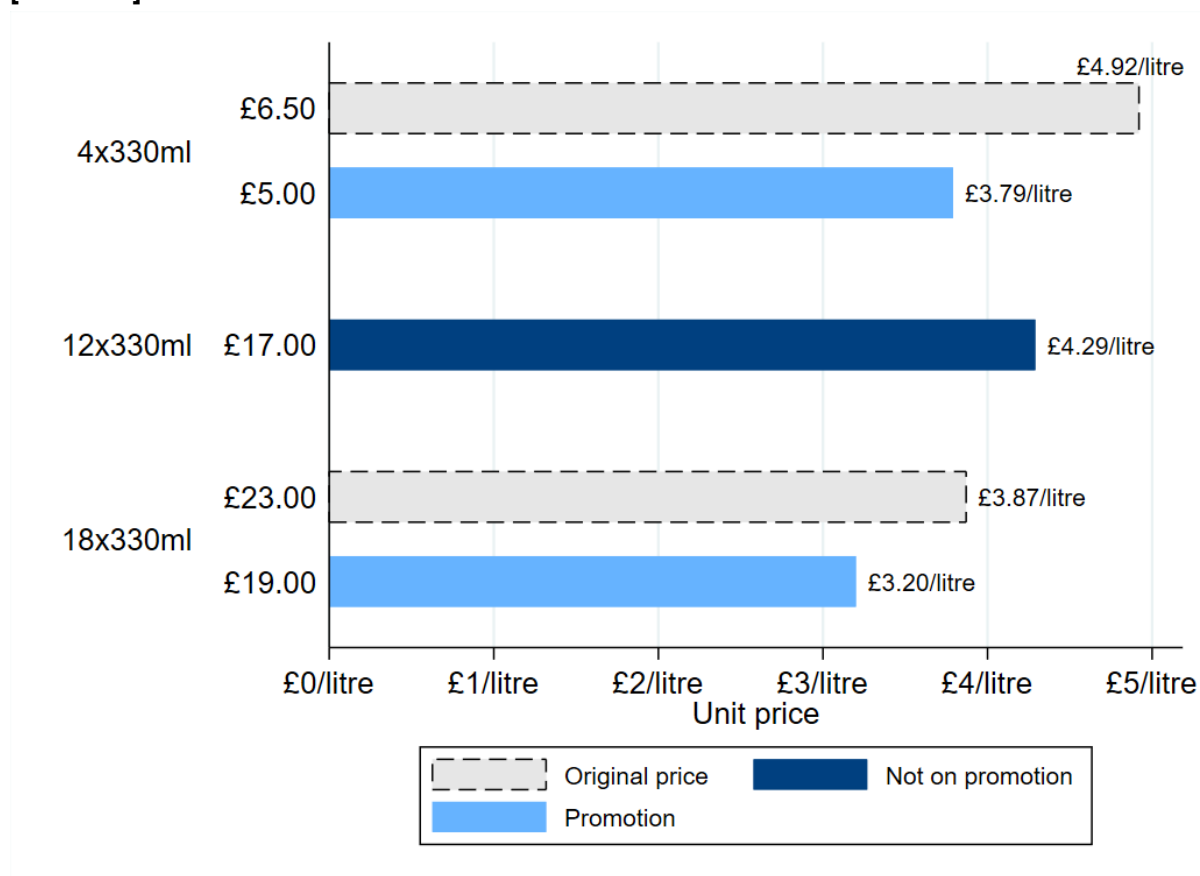 £4.92/litre
£6.50
4x330ml
£5.00 £3.79/litre
12x330ml £17.00 £4.29/litre
£23.00 £3.87/litre
18x330ml
£19.00 £3.20/litre
£0/litre £1/litre £2/litre £3/litre £4/litre £5/litre
Unit price
Original price Not on promotion
Promotion